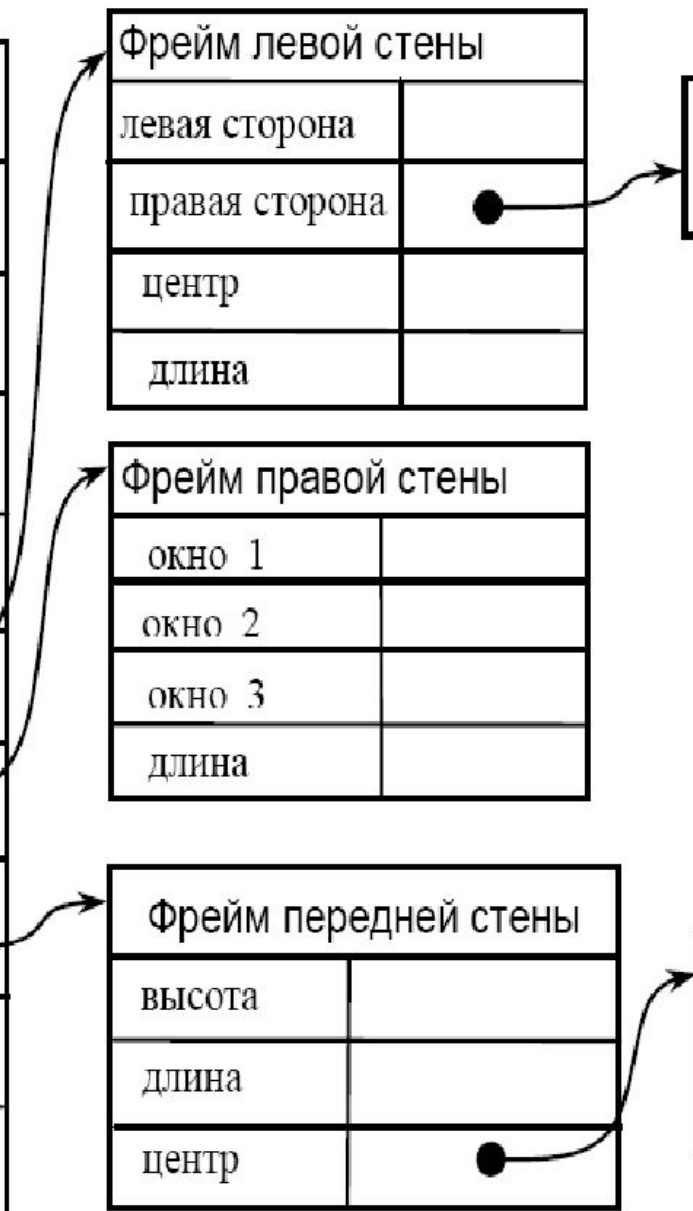 Фрейм левой стены
левая сторона
правая сторона
центр
длина
Фрейм правой стены
окно 1
окно 2
окно 3
длина
Фрейм передней стены
высота
длина
центр